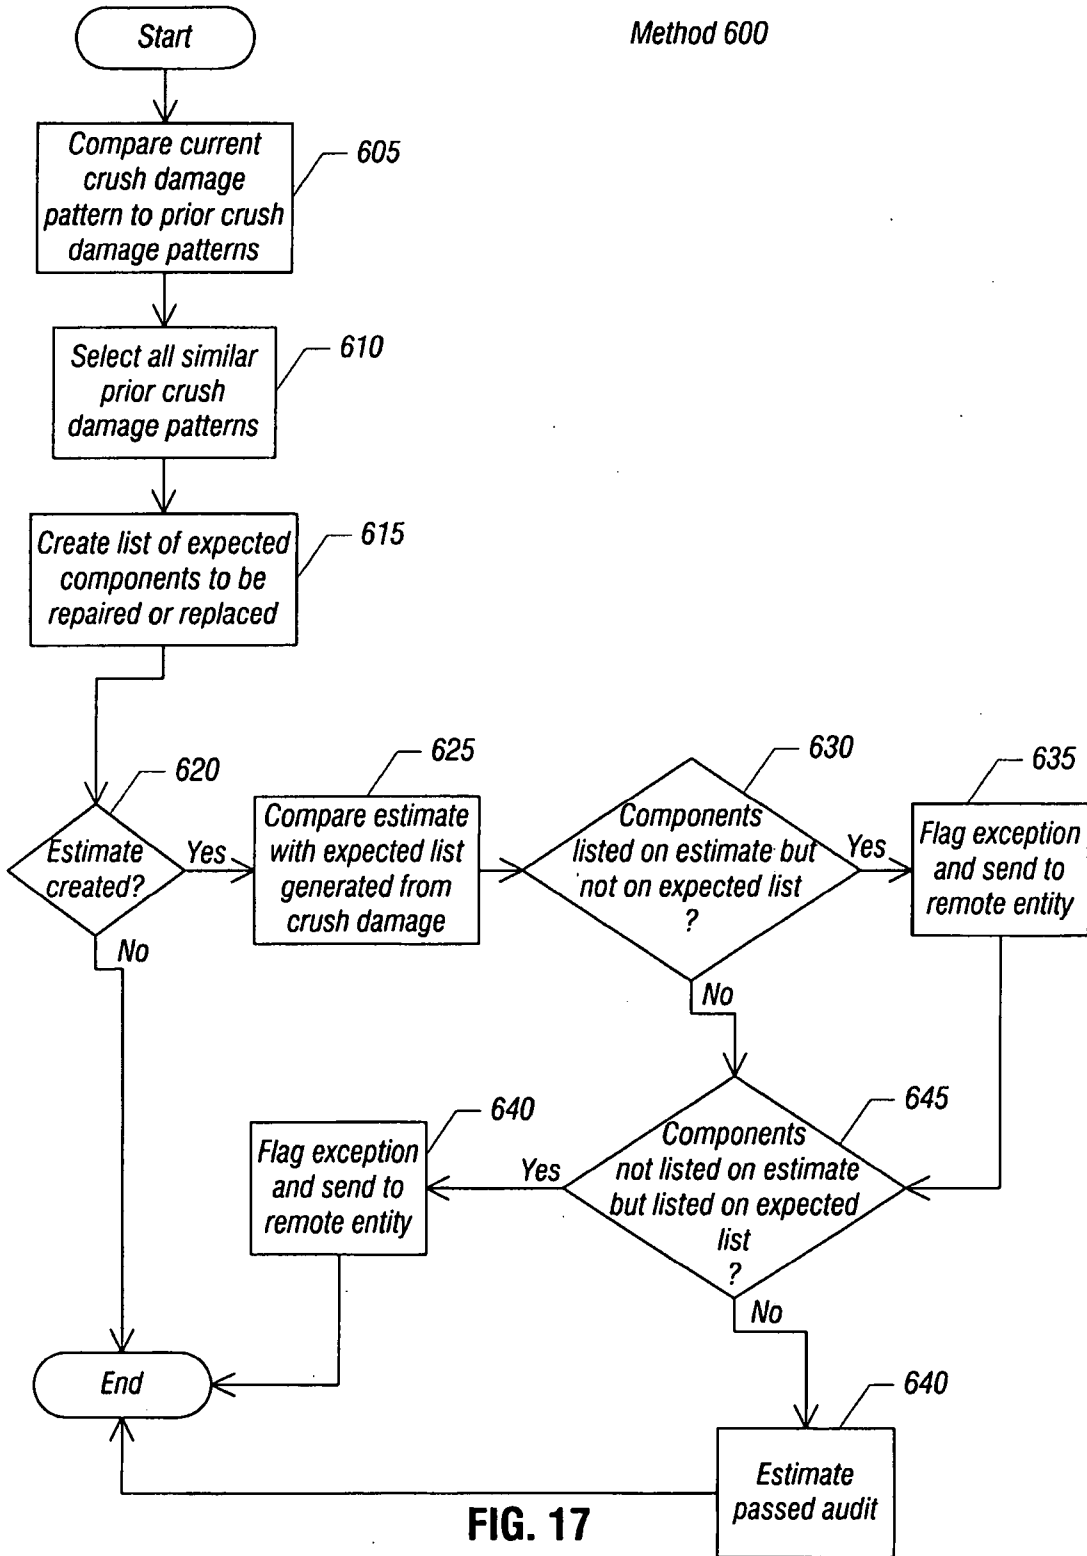 Method 600
Start
Compare current
crush damage
pattern to prior crush
damage patterns
605
Select all similar
prior crush
damage patterns
610
Create list of expected
components to be
repaired or replaced
615
620
Estimate
created?
Yes
No
625
Compare estimate
with expected list
generated from
crush damage
630
Components
listed on estimate but
not on expected list
?
Yes
No
635
Flag exception
and send to
remote entity
645
Components
not listed on estimate
but listed on expected
list
?
Yes
No
640
Flag exception
and send to
remote entity
End
640
Estimate
passed audit
FIG. 17